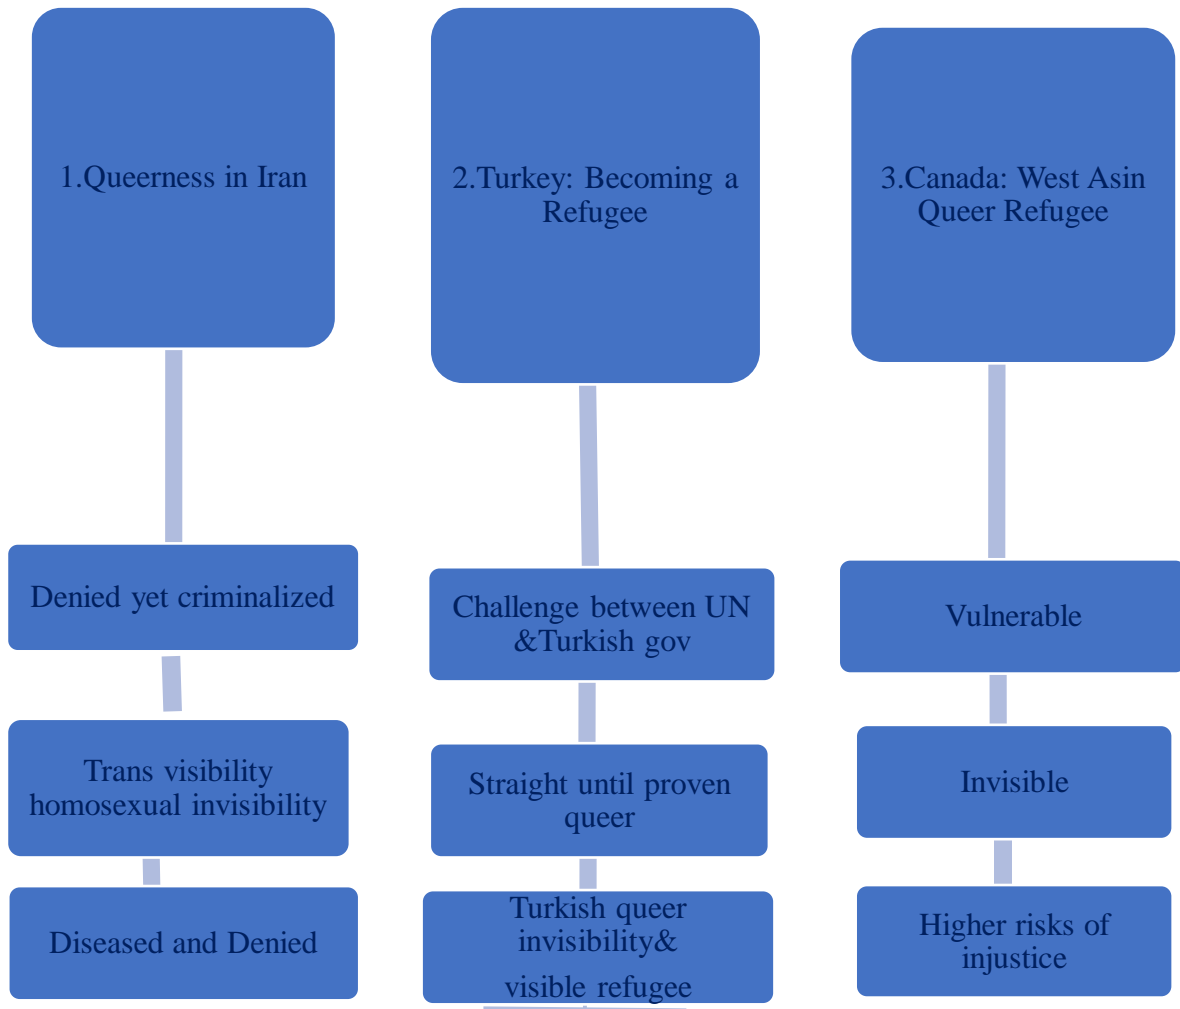 1.Queerness in Iran
Denied yet criminalized
Trans visibility
homosexual invisibility
Diseased and Denied
2.Turkey: Becoming a
Refugee
Challenge between UN
&Turkish gov
Straight until proven
queer
Turkish queer
invisibility&
visible refugee
3.Canada: West Asin
Queer Refugee
Vulnerable
Invisible
Higher risks of
injustice